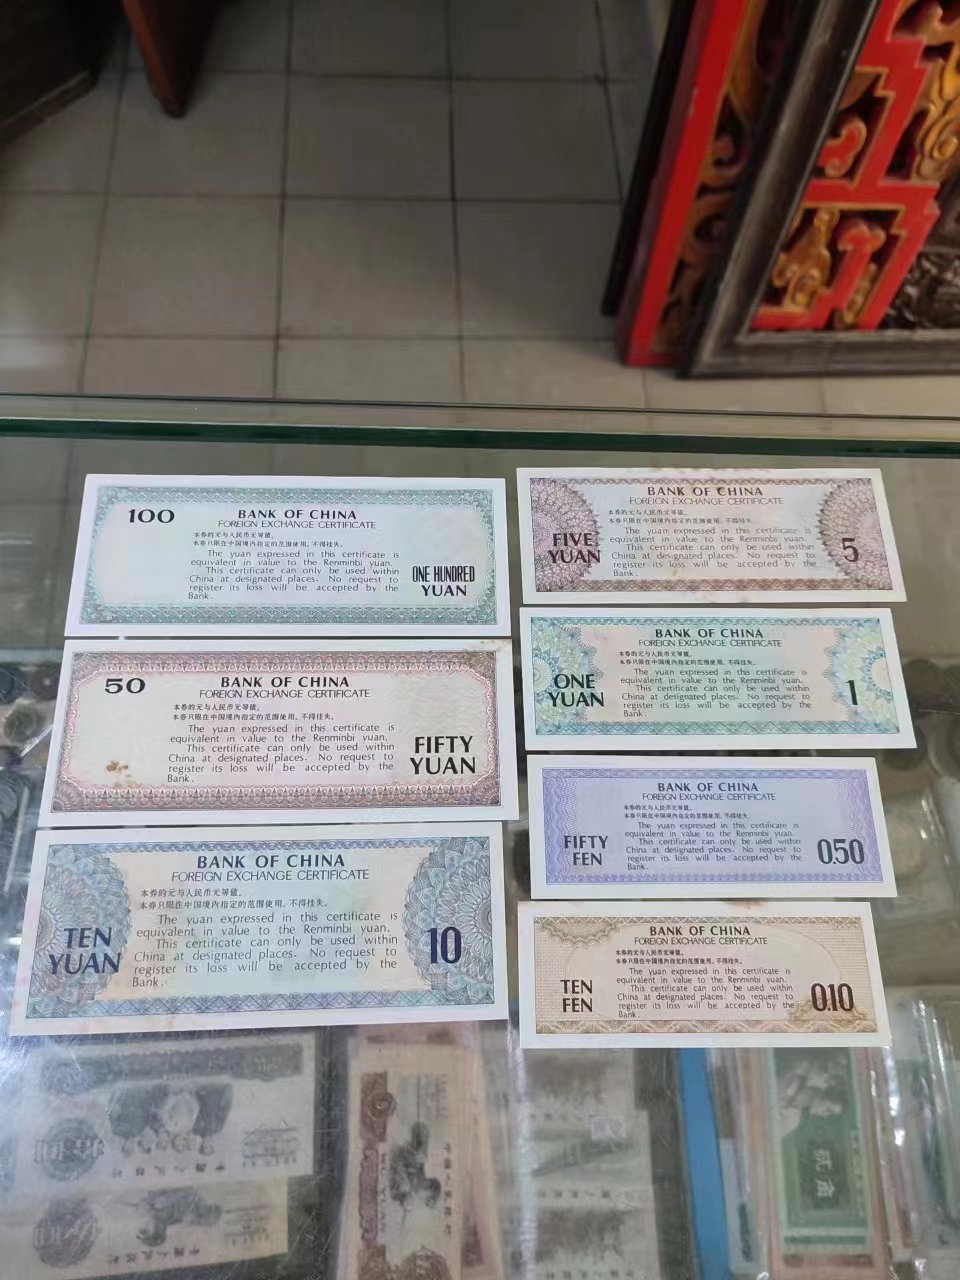 100
BANK OF CHINA
FOREIGN EXCHANGE CERTIFICATE
本券的元与人民币元等值。
本券只限在中国境内指定的范围使用，不得挂失。
The yuan expressed in this certificate is
equivalent in value to the Renminbi yuan.
This certificate can only be used within
China at designated places. No request to
register its loss will be accepted by the
Bank.
ONE HUNDRED
YUAN
50
BANK OF CHINA
FOREIGN EXCHANGE CERTIFICATE
本券的元与人民币元等值。
本券只限在中国境内指定的范围使用，不得挂失。
The yuan expressed in this certificate is
equivalent in value to the Renminbi yuan.
This certificate can only be used within
China at designated places. No request to
register its loss will be accepted by the
Bank.
FIFTY
YUAN
BANK OF CHINA
FOREIGN EXCHANGE CERTIFICATE
本券的元与人民币元等值。
本券只限在中国境内指定的范围使用，不得挂失。
The yuan expressed in this certificate is
equivalent in value to the Renminbi yuan.
This certificate can only be used within
China at designated places. No request to
register its loss will be accepted by the
Bank.
TEN
YUAN
10
BANK OF CHINA
FOREIGN EXCHANGE CERTIFICATE
本券的元与人民币元等值。
本券只限在中国境内指定的范围使用，不得挂失。
The yuan expressed in this certificate is
equivalent in value to the Renminbi yuan.
This certificate can only be used within
China at designated places. No request to
register its loss will be accepted by the
Bank.
FIVE
YUAN
5
BANK OF CHINA
FOREIGN EXCHANGE CERTIFICATE
本券的元与人民币元等值。
本券只限在中国境内指定的范围使用，不得挂失。
The yuan expressed in this certificate is
equivalent in value to the Renminbi yuan.
This certificate can only be used within
China at designated places. No request to
register its loss will be accepted by the
Bank.
ONE
YUAN
1
BANK OF CHINA
FOREIGN EXCHANGE CERTIFICATE
本券的元与人民币元等值。
本券只限在中国境内指定的范围使用，不得挂失。
The yuan expressed in this certificate is
equivalent in value to the Renminbi yuan.
This certificate can only be used within
China at designated places. No request to
register its loss will be accepted by the
Bank.
FIFTY
FEN
0.50
BANK OF CHINA
FOREIGN EXCHANGE CERTIFICATE
本券的元与人民币元等值。
本券只限在中国境内指定的范围使用，不得挂失。
The yuan expressed in this certificate is
equivalent in value to the Renminbi yuan.
This certificate can only be used within
China at designated places. No request to
register its loss will be accepted by the
Bank.
TEN
FEN
0.10
贰角